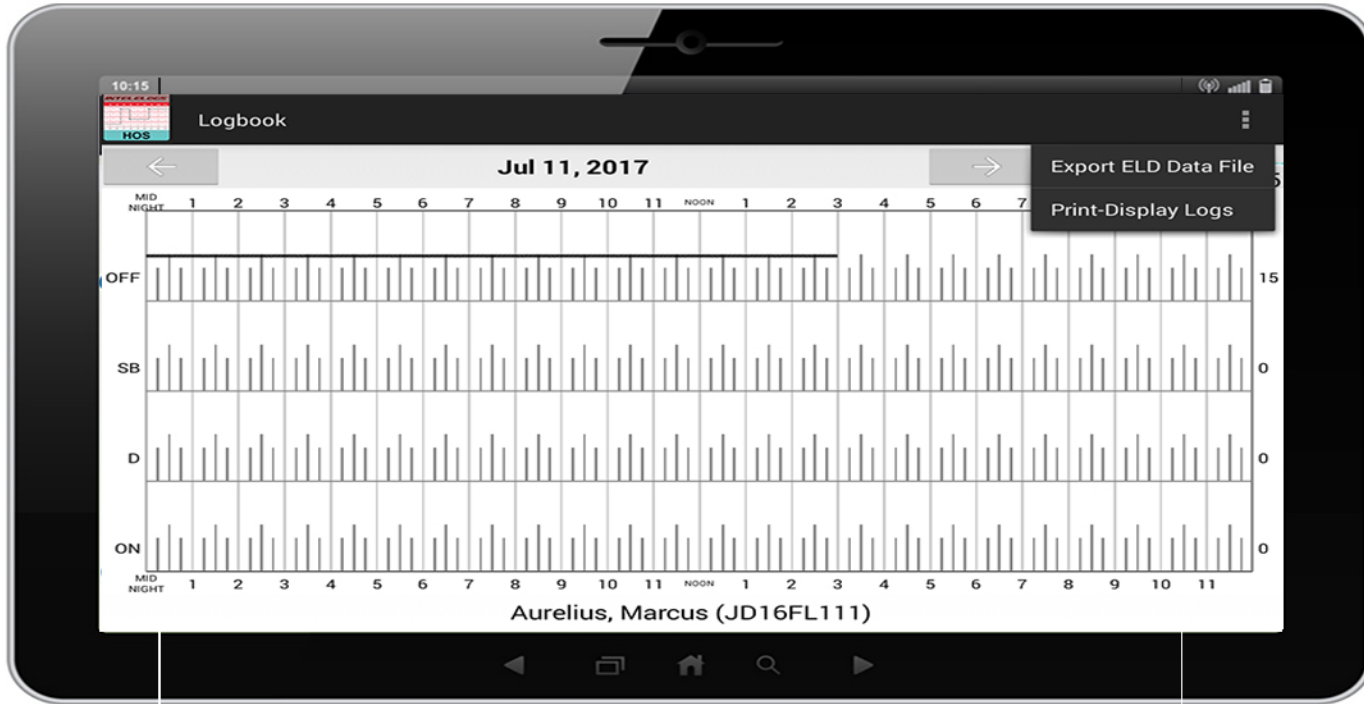 10:15
INTELELOGS
HOS
Logbook
Jul 11, 2017
Export ELD Data File
Print-Display Logs
MID NIGHT 1 2 3 4 5 6 7 8 9 10 11 NOON 1 2 3 4 5 6 7
5
OFF 15
SB 0
D 0
ON 0
MID NIGHT 1 2 3 4 5 6 7 8 9 10 11 NOON 1 2 3 4 5 6 7 8 9 10 11
Aurelius, Marcus (JD16FL111)